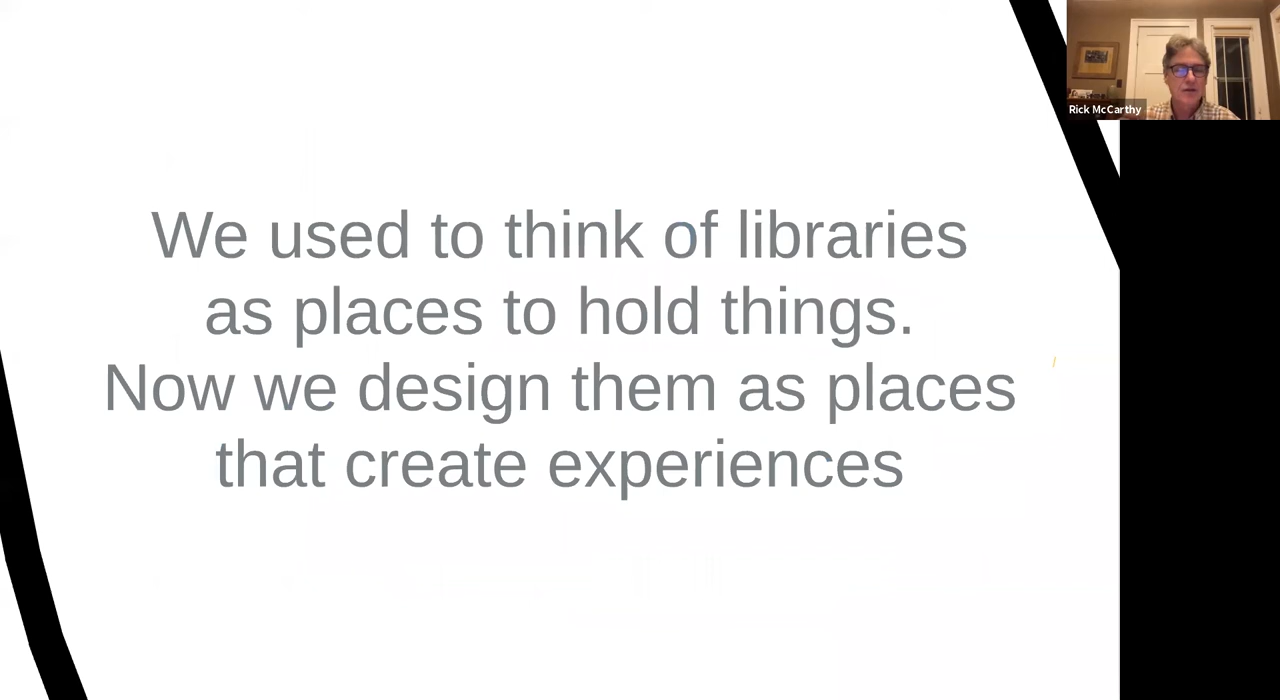 Rick McCarthy
We used to think of libraries
as places to hold things.
Now we design them as places
that create experiences